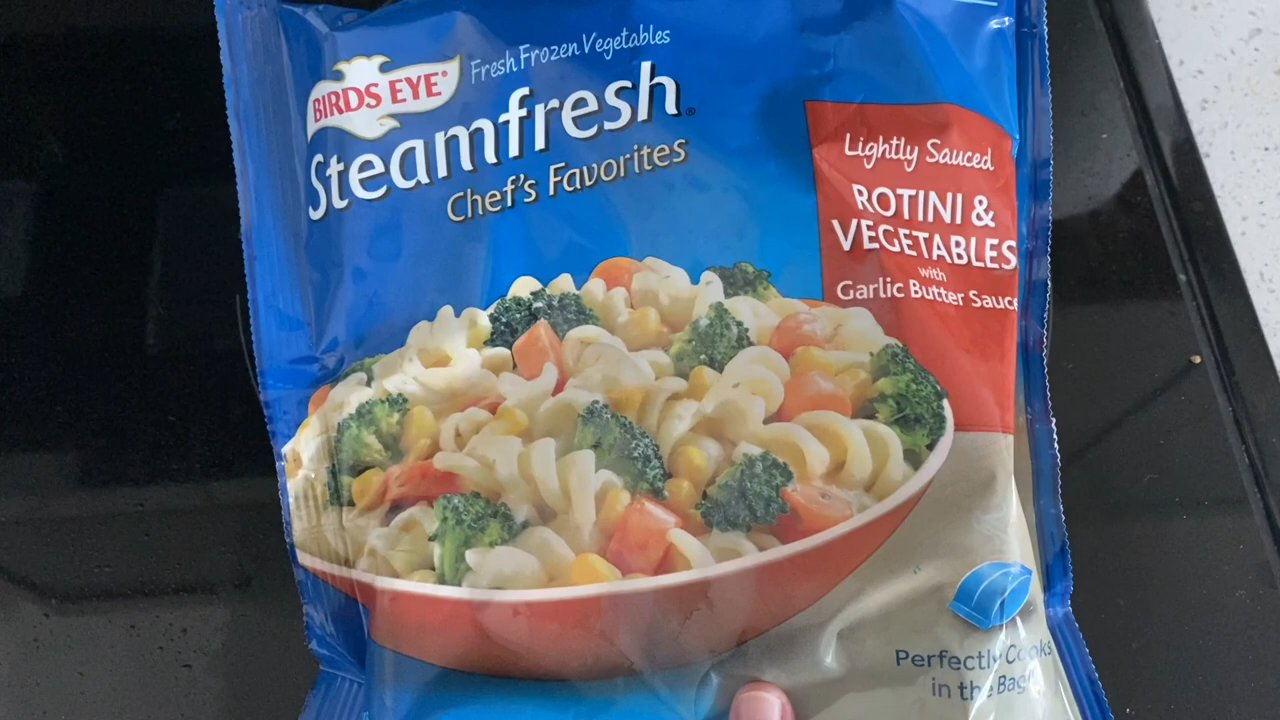 BIRDS EYE®
Fresh Frozen Vegetables
Steamfresh®
Chef's Favorites
Lightly Sauced
ROTINI &
VEGETABLES
with
Garlic Butter Sauce
Perfectly Cooks
in the Bag!